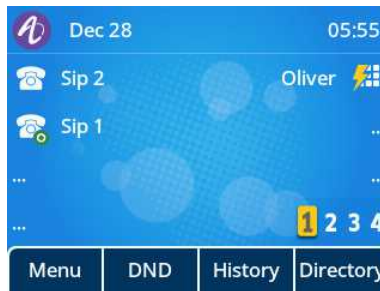 Dec 28 05:55
Sip 2 Oliver
Sip 1 ..
... ..
... 1 2 3 4
Menu DND History Directory